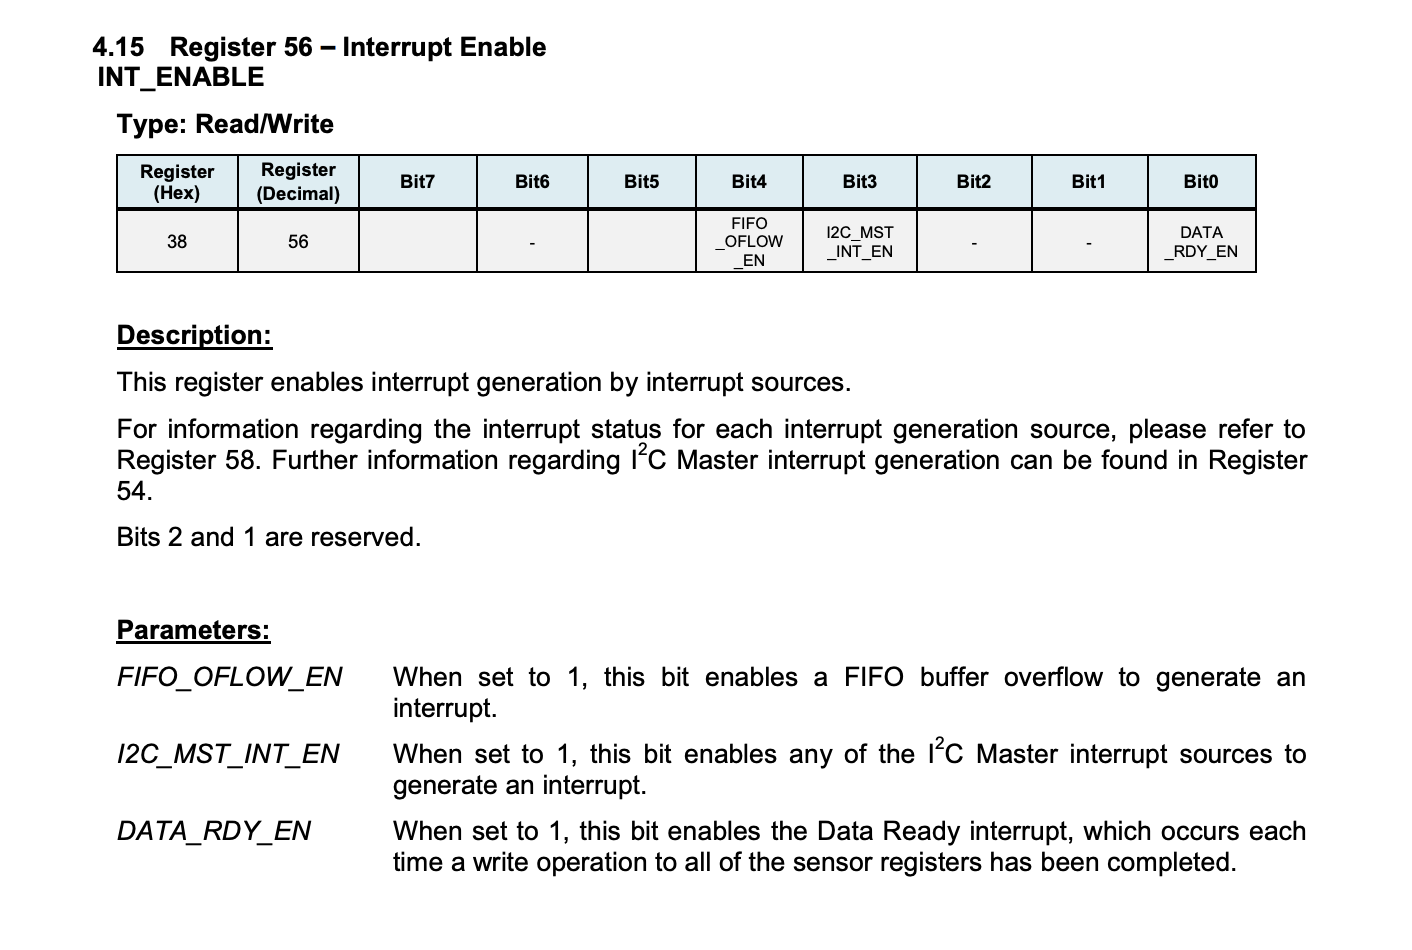 4.15 Register 56 – Interrupt Enable
INT_ENABLE
Type: Read/Write
Register (Hex) Register (Decimal) Bit7 Bit6 Bit5 Bit4 Bit3 Bit2 Bit1 Bit0
38 56 - FIFO _OFLOW _EN I2C_MST _INT_EN - - DATA _RDY_EN
Description:
This register enables interrupt generation by interrupt sources.
For information regarding the interrupt status for each interrupt generation source, please refer to
Register 58. Further information regarding I²C Master interrupt generation can be found in Register
54.
Bits 2 and 1 are reserved.
Parameters:
FIFO_OFLOW_EN When set to 1, this bit enables a FIFO buffer overflow to generate an
interrupt.
I2C_MST_INT_EN When set to 1, this bit enables any of the I²C Master interrupt sources to
generate an interrupt.
DATA_RDY_EN When set to 1, this bit enables the Data Ready interrupt, which occurs each
time a write operation to all of the sensor registers has been completed.